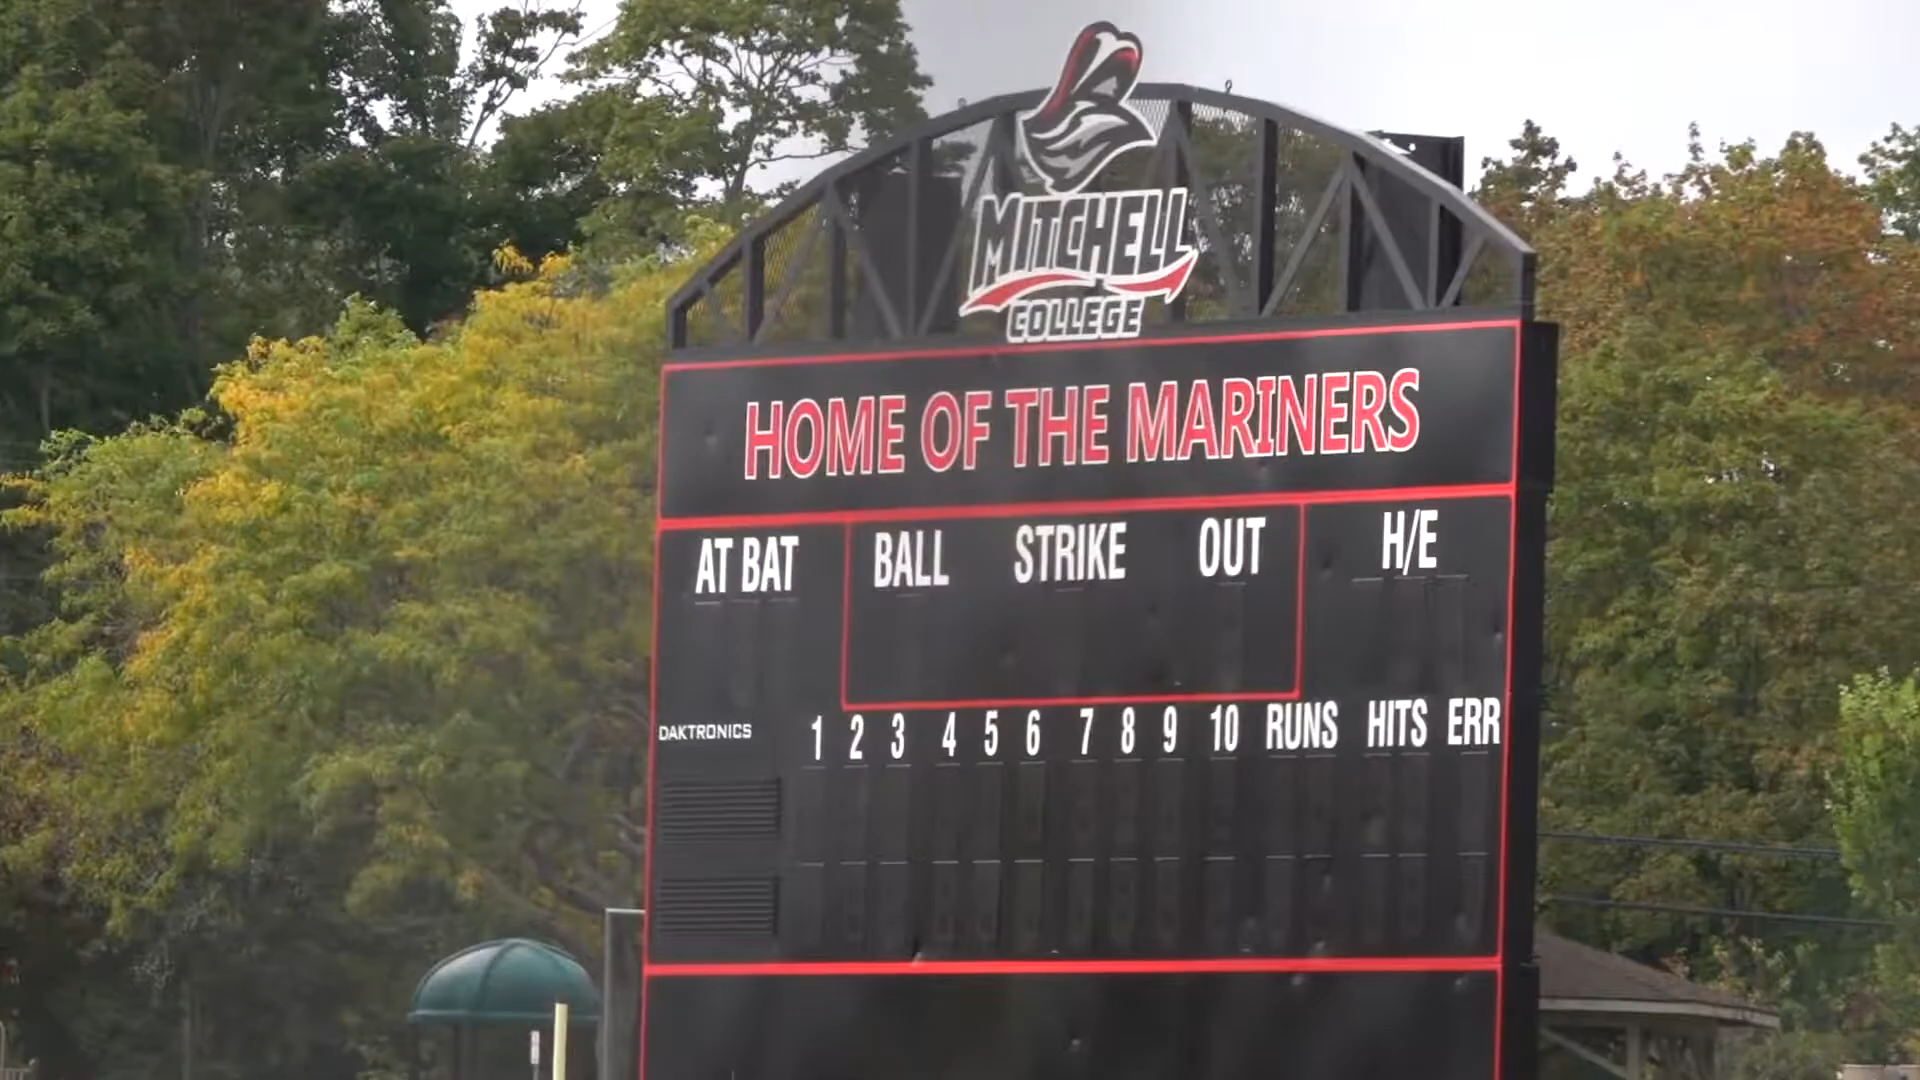 MITCHELL
COLLEGE
HOME OF THE MARINERS
AT BAT BALL STRIKE OUT H/E
DAKTRONICS 1 2 3 4 5 6 7 8 9 10 RUNS HITS ERR